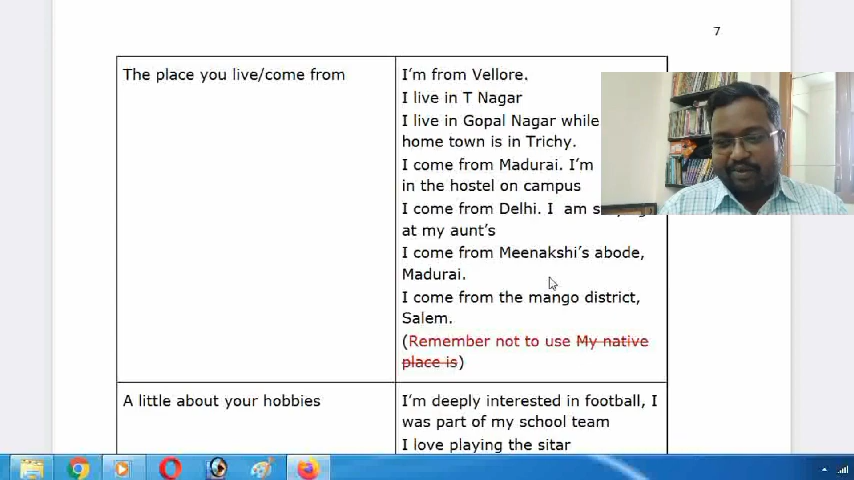 7
The place you live/come from
I'm from Vellore.
I live in T Nagar
I live in Gopal Nagar while
home town is in Trichy.
I come from Madurai. I'm
in the hostel on campus
I come from Delhi. I am
at my aunt's
I come from Meenakshi's abode,
Madurai.
I come from the mango district,
Salem.
(Remember not to use My native
place is)
A little about your hobbies
I'm deeply interested in football, I
was part of my school team
I love playing the sitar